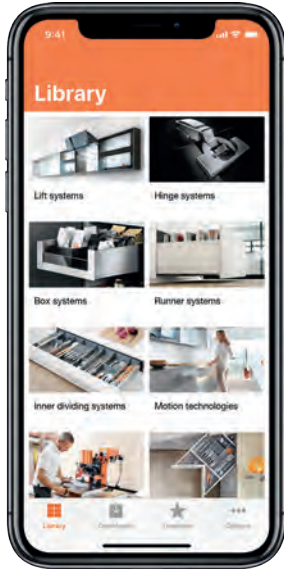 9:41
Library
Lift systems
Hinge systems
Box systems
Runner systems
Inner dividing systems
Motion technologies
Library